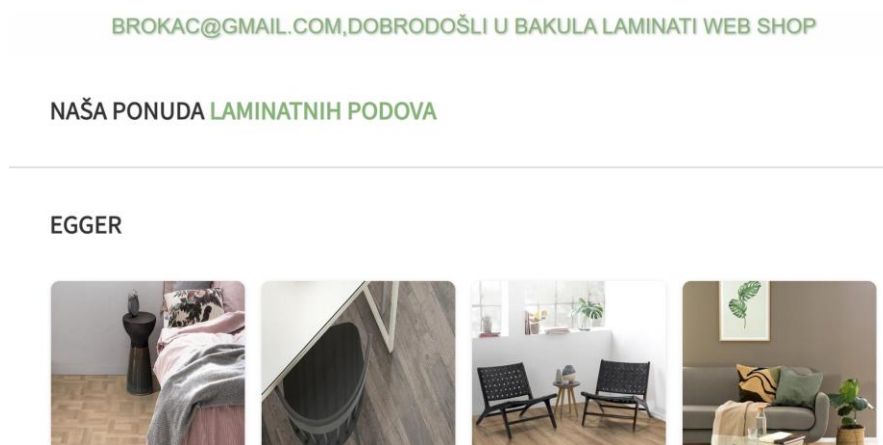 BROKAC@GMAIL.COM,DOBRODOŠLI U BAKULA LAMINATI WEB SHOP
NAŠA PONUDA LAMINATNIH PODOVA
EGGER